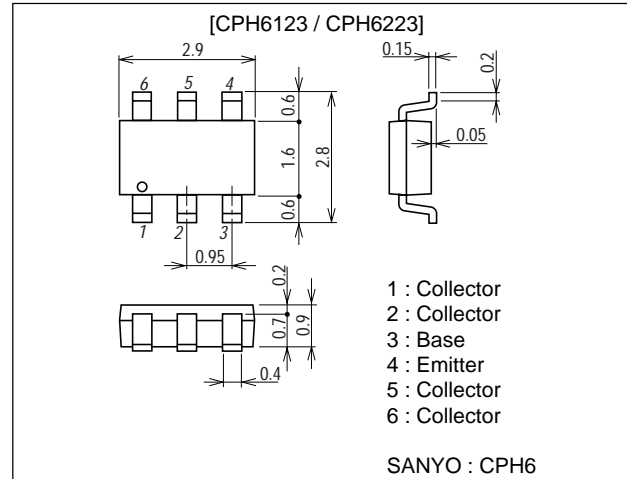 [CPH6123 / CPH6223]
2.9
0.15
0.2
6 5 4
0.6
0.05
1.6
2.8
0.6
1 2 3
0.95
0.2
0.7
0.9
0.4
1 : Collector
2 : Collector
3 : Base
4 : Emitter
5 : Collector
6 : Collector
SANYO : CPH6